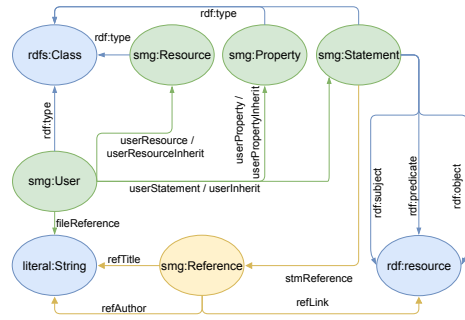 rdf:type
rdfs:Class
rdf:type
smg:Resource
smg:Property
smg:Statement
rdf:type
userResource /
userResourceInherit
userProperty /
userPropertyInherit
rdf:subject
rdf:predicate
rdf:object
smg:User
userStatement / userInherit
fileReference
literal:String
refTitle
smg:Reference
stmReference
rdf:resource
refAuthor
refLink